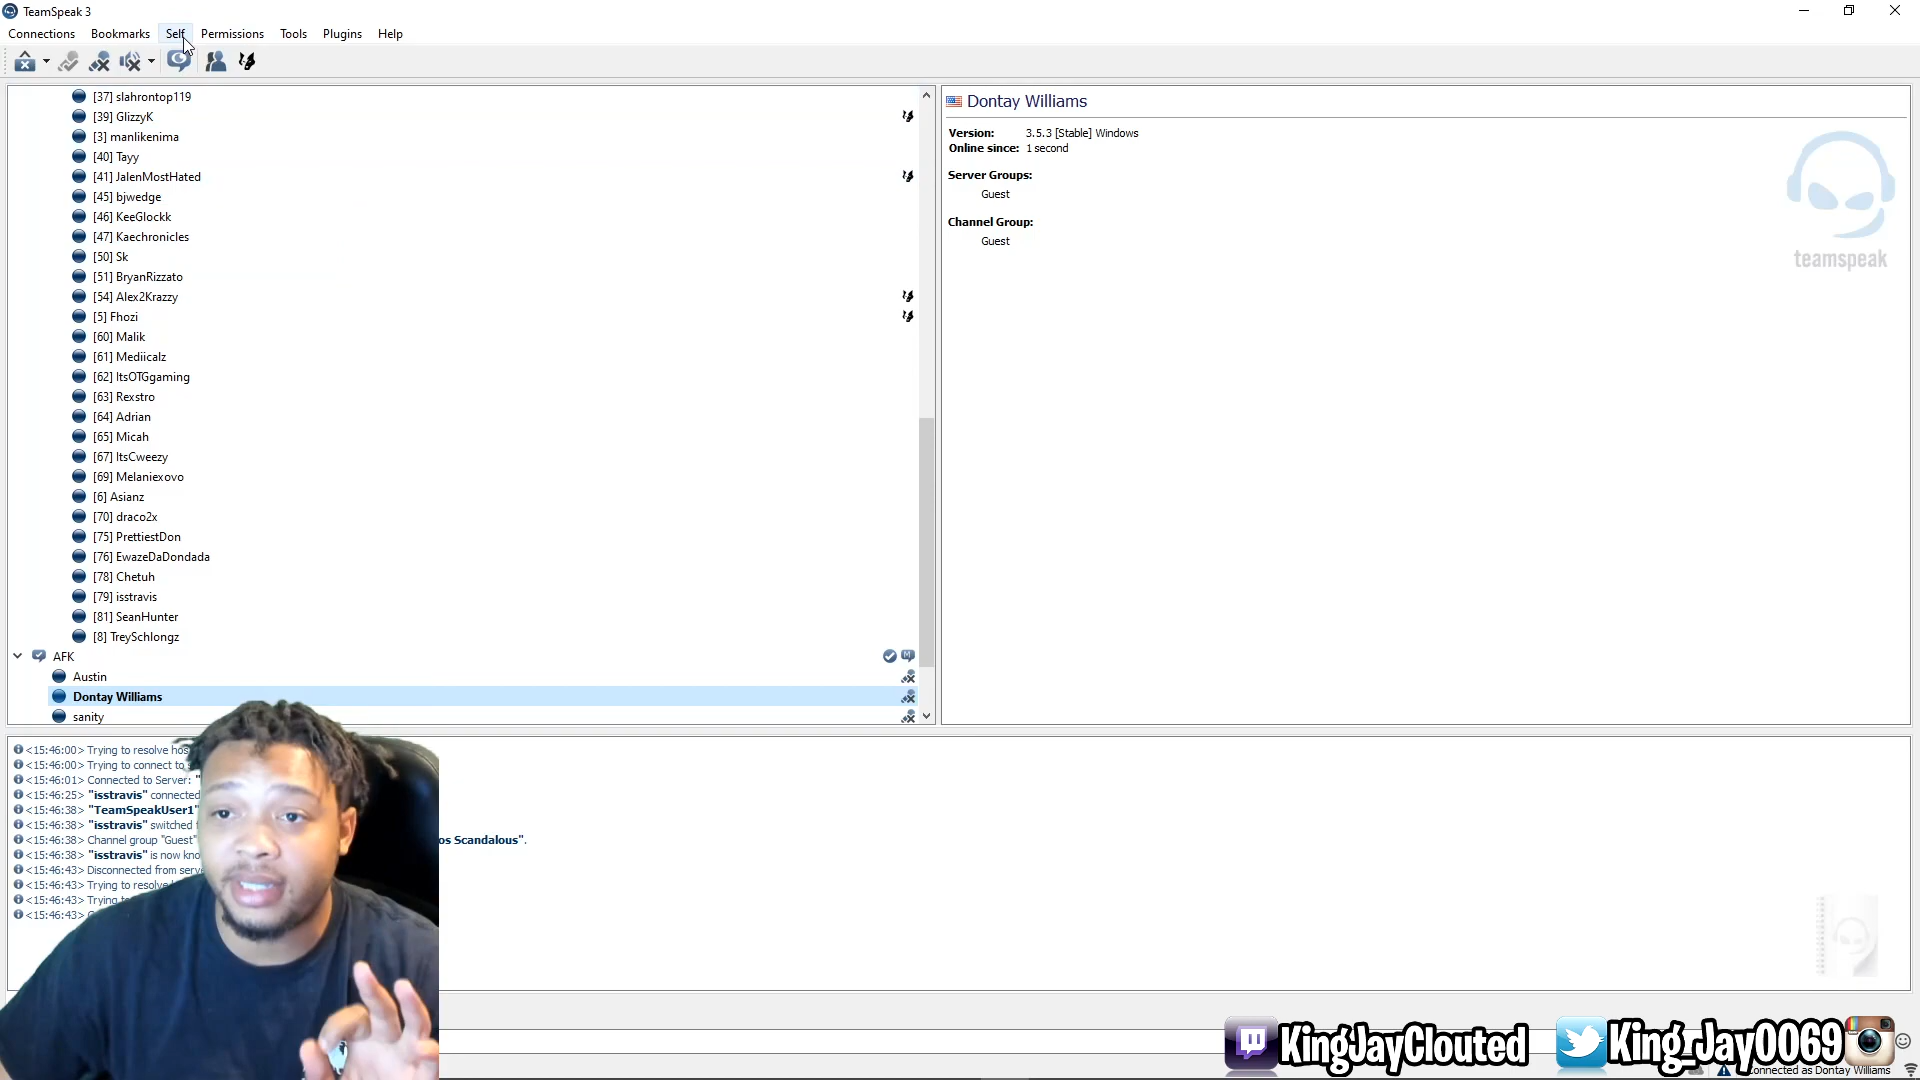 TeamSpeak 3
Connections Bookmarks Self Permissions Tools Plugins Help
[37] slahrontop119
[39] GlizzyK
[3] manlikenima
[40] Tayy
[41] JalenMostHated
[45] bjwedge
[46] KeeGlockk
[47] Kaechronicles
[50] Sk
[51] BryanRizzato
[54] Alex2Krazzy
[5] Fhozi
[60] Malik
[61] Mediicalz
[62] ItsOTGgaming
[63] Rexstro
[64] Adrian
[65] Micah
[67] ItsCweezy
[69] Melaniexovo
[6] Asianz
[70] draco2x
[75] PrettiestDon
[76] EwazeDaDondada
[78] Chetuh
[79] isstravis
[81] SeanHunter
[8] TreySchlongz
AFK
Austin
Dontay Williams
sanity
Dontay Williams
Version: 3.5.3 [Stable] Windows
Online since: 1 second
Server Groups:
Guest
Channel Group:
Guest
teamspeak
<15:46:00> Trying to resolve
<15:46:00> Trying to connect to
<15:46:01> Connected to Server: "
<15:46:25> "isstravis" connected
<15:46:38> "TeamSpeakUser1"
<15:46:38> "isstravis" switched
<15:46:38> Channel group "Guest" os Scandalous".
<15:46:38> "isstravis" is now
<15:46:43> Disconnected from
<15:46:43> Trying to resolve
<15:46:43> Trying
<15:46:43>
KingJayClouted
King_Jay0069
connected as Dontay Williams